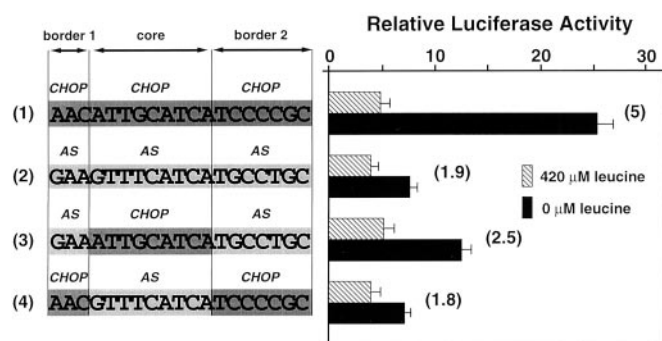 Relative Luciferase Activity
border 1 core border 2
0 10 20 30
CHOP CHOP CHOP
(1) AACATTGCATCATCCCCGC (5)
AS AS AS
(2) GAAGTTTCATCATGCCTGC (1.9)
420 µM leucine
0 µM leucine
AS CHOP AS
(3) GAAATTGCATCATGCCTGC (2.5)
CHOP AS CHOP
(4) AACGTTTCATCATCCCCGC (1.8)